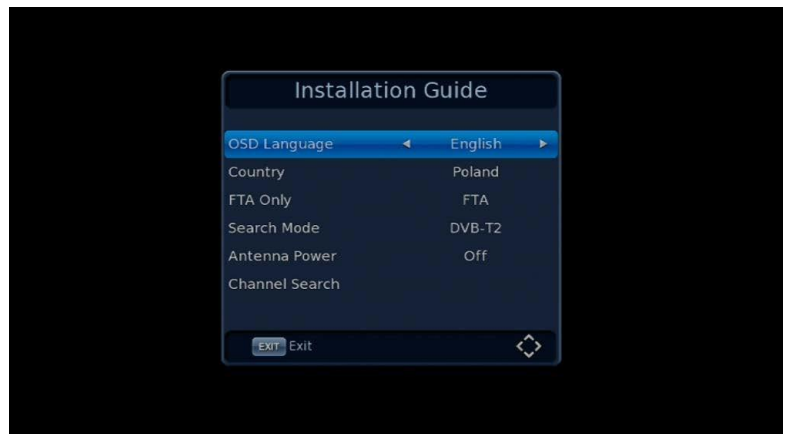 Installation Guide
OSD Language ◄ English ►
Country Poland
FTA Only FTA
Search Mode DVB-T2
Antenna Power Off
Channel Search
EXIT Exit